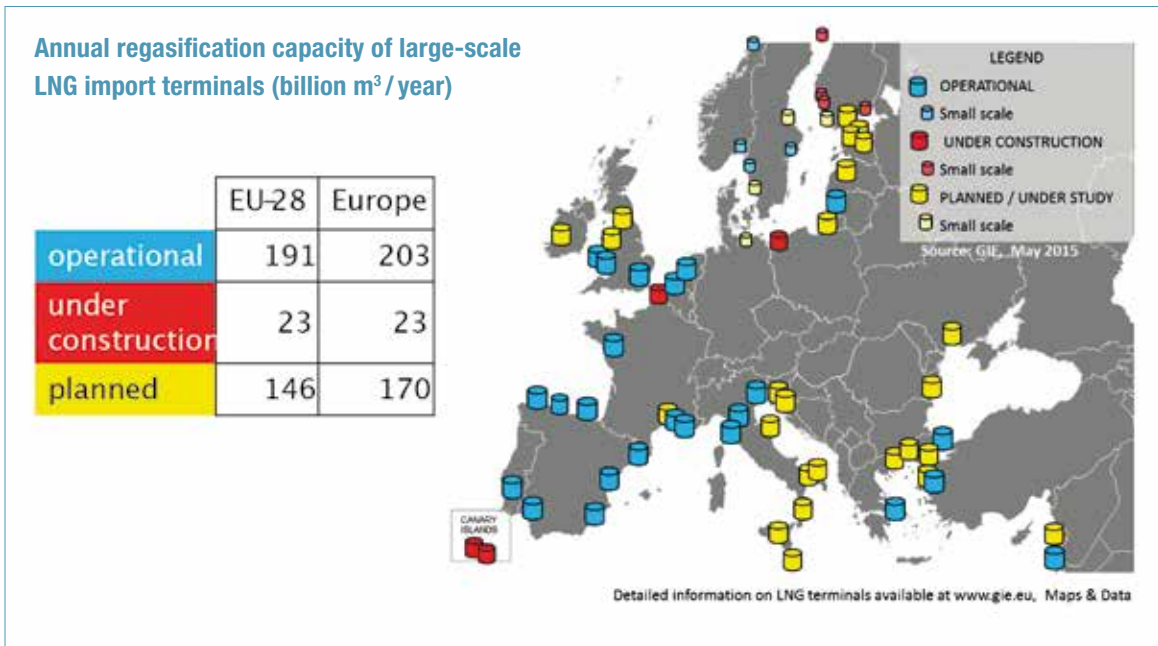 Annual regasification capacity of large-scale
LNG import terminals (billion m³ / year)
EU-28 Europe
operational 191 203
under
construction 23 23
planned 146 170
LEGEND
OPERATIONAL
Small scale
UNDER CONSTRUCTION
Small scale
PLANNED / UNDER STUDY
Small scale
Source: GIE, May 2015
CANARY
ISLANDS
Detailed information on LNG terminals available at www.gie.eu, Maps & Data